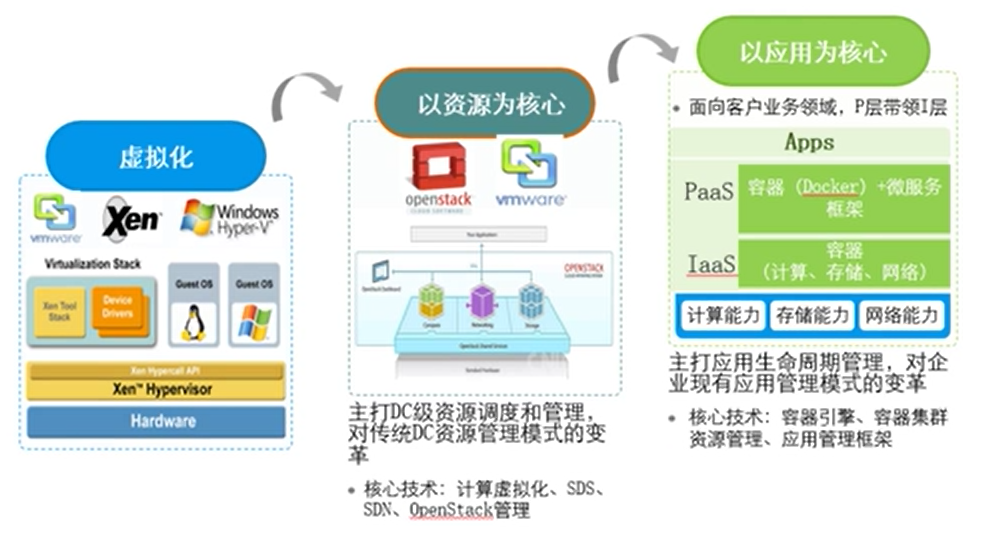 虚拟化
vmware
Xen
Windows
Hyper-V
Virtualization Stack
Xen Tool
Stack
Device
Drivers
Guest OS
Guest OS
Xen Hypercall API
Xen™ Hypervisor
Hardware
以资源为核心
openstack
CLOUD SOFTWARE
vmware
Your Applications
OPENSTACK
CLOUD OPERATING SYSTEM
OpenStack Dashboard
Compute
Networking
Storage
OpenStack Shared Services
Standard Hardware
主打DC级资源调度和管理，
对传统DC资源管理模式的变
革
• 核心技术：计算虚拟化、SDS、
SDN、OpenStack管理
以应用为核心
• 面向客户业务领域，P层带领I层
Apps
PaaS
容器（Docker）+微服务
框架
IaaS
容器
（计算、存储、网络）
计算能力
存储能力
网络能力
主打应用生命周期管理，对企
业现有应用管理模式的变革
• 核心技术：容器引擎、容器集群
资源管理、应用管理框架